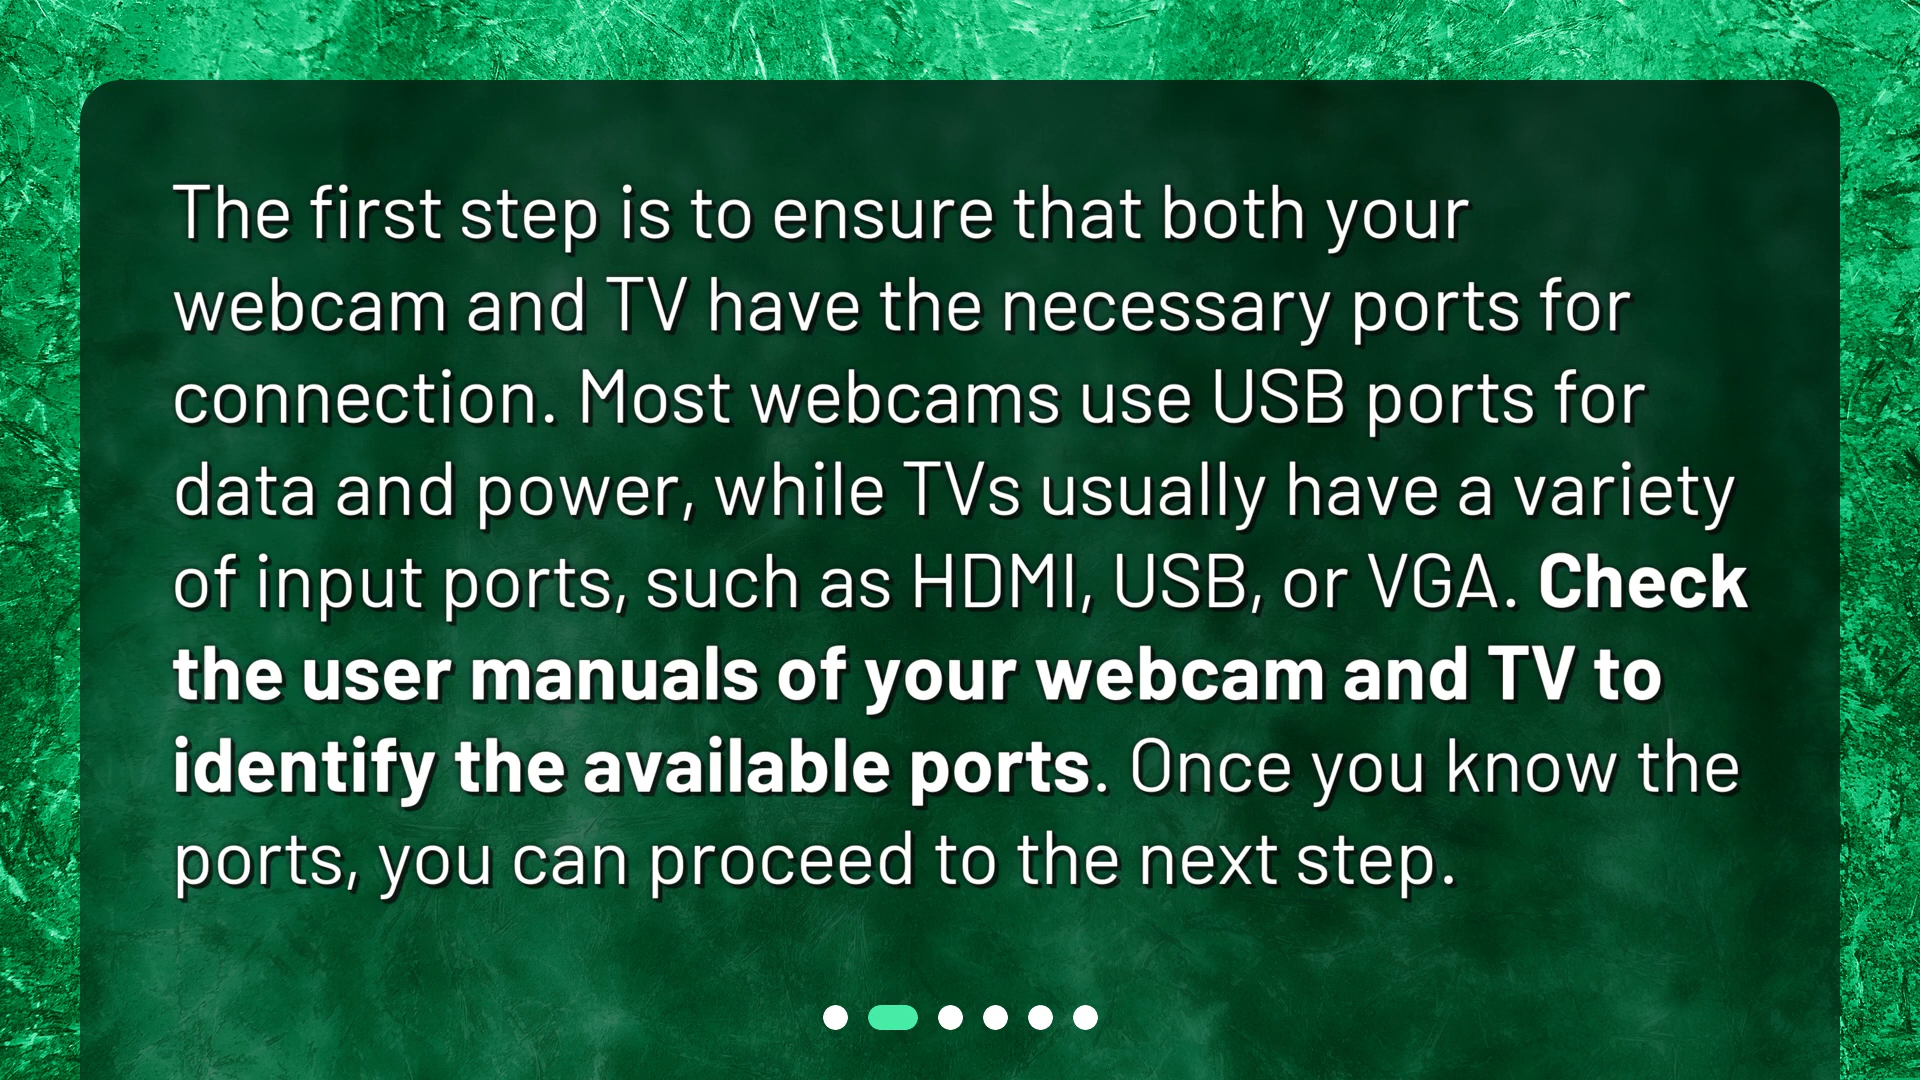 The first step is to ensure that both your
webcam and TV have the necessary ports for
connection. Most webcams use USB ports for
data and power, while TVs usually have a variety
of input ports, such as HDMI, USB, or VGA. Check
the user manuals of your webcam and TV to
identify the available ports. Once you know the
ports, you can proceed to the next step.